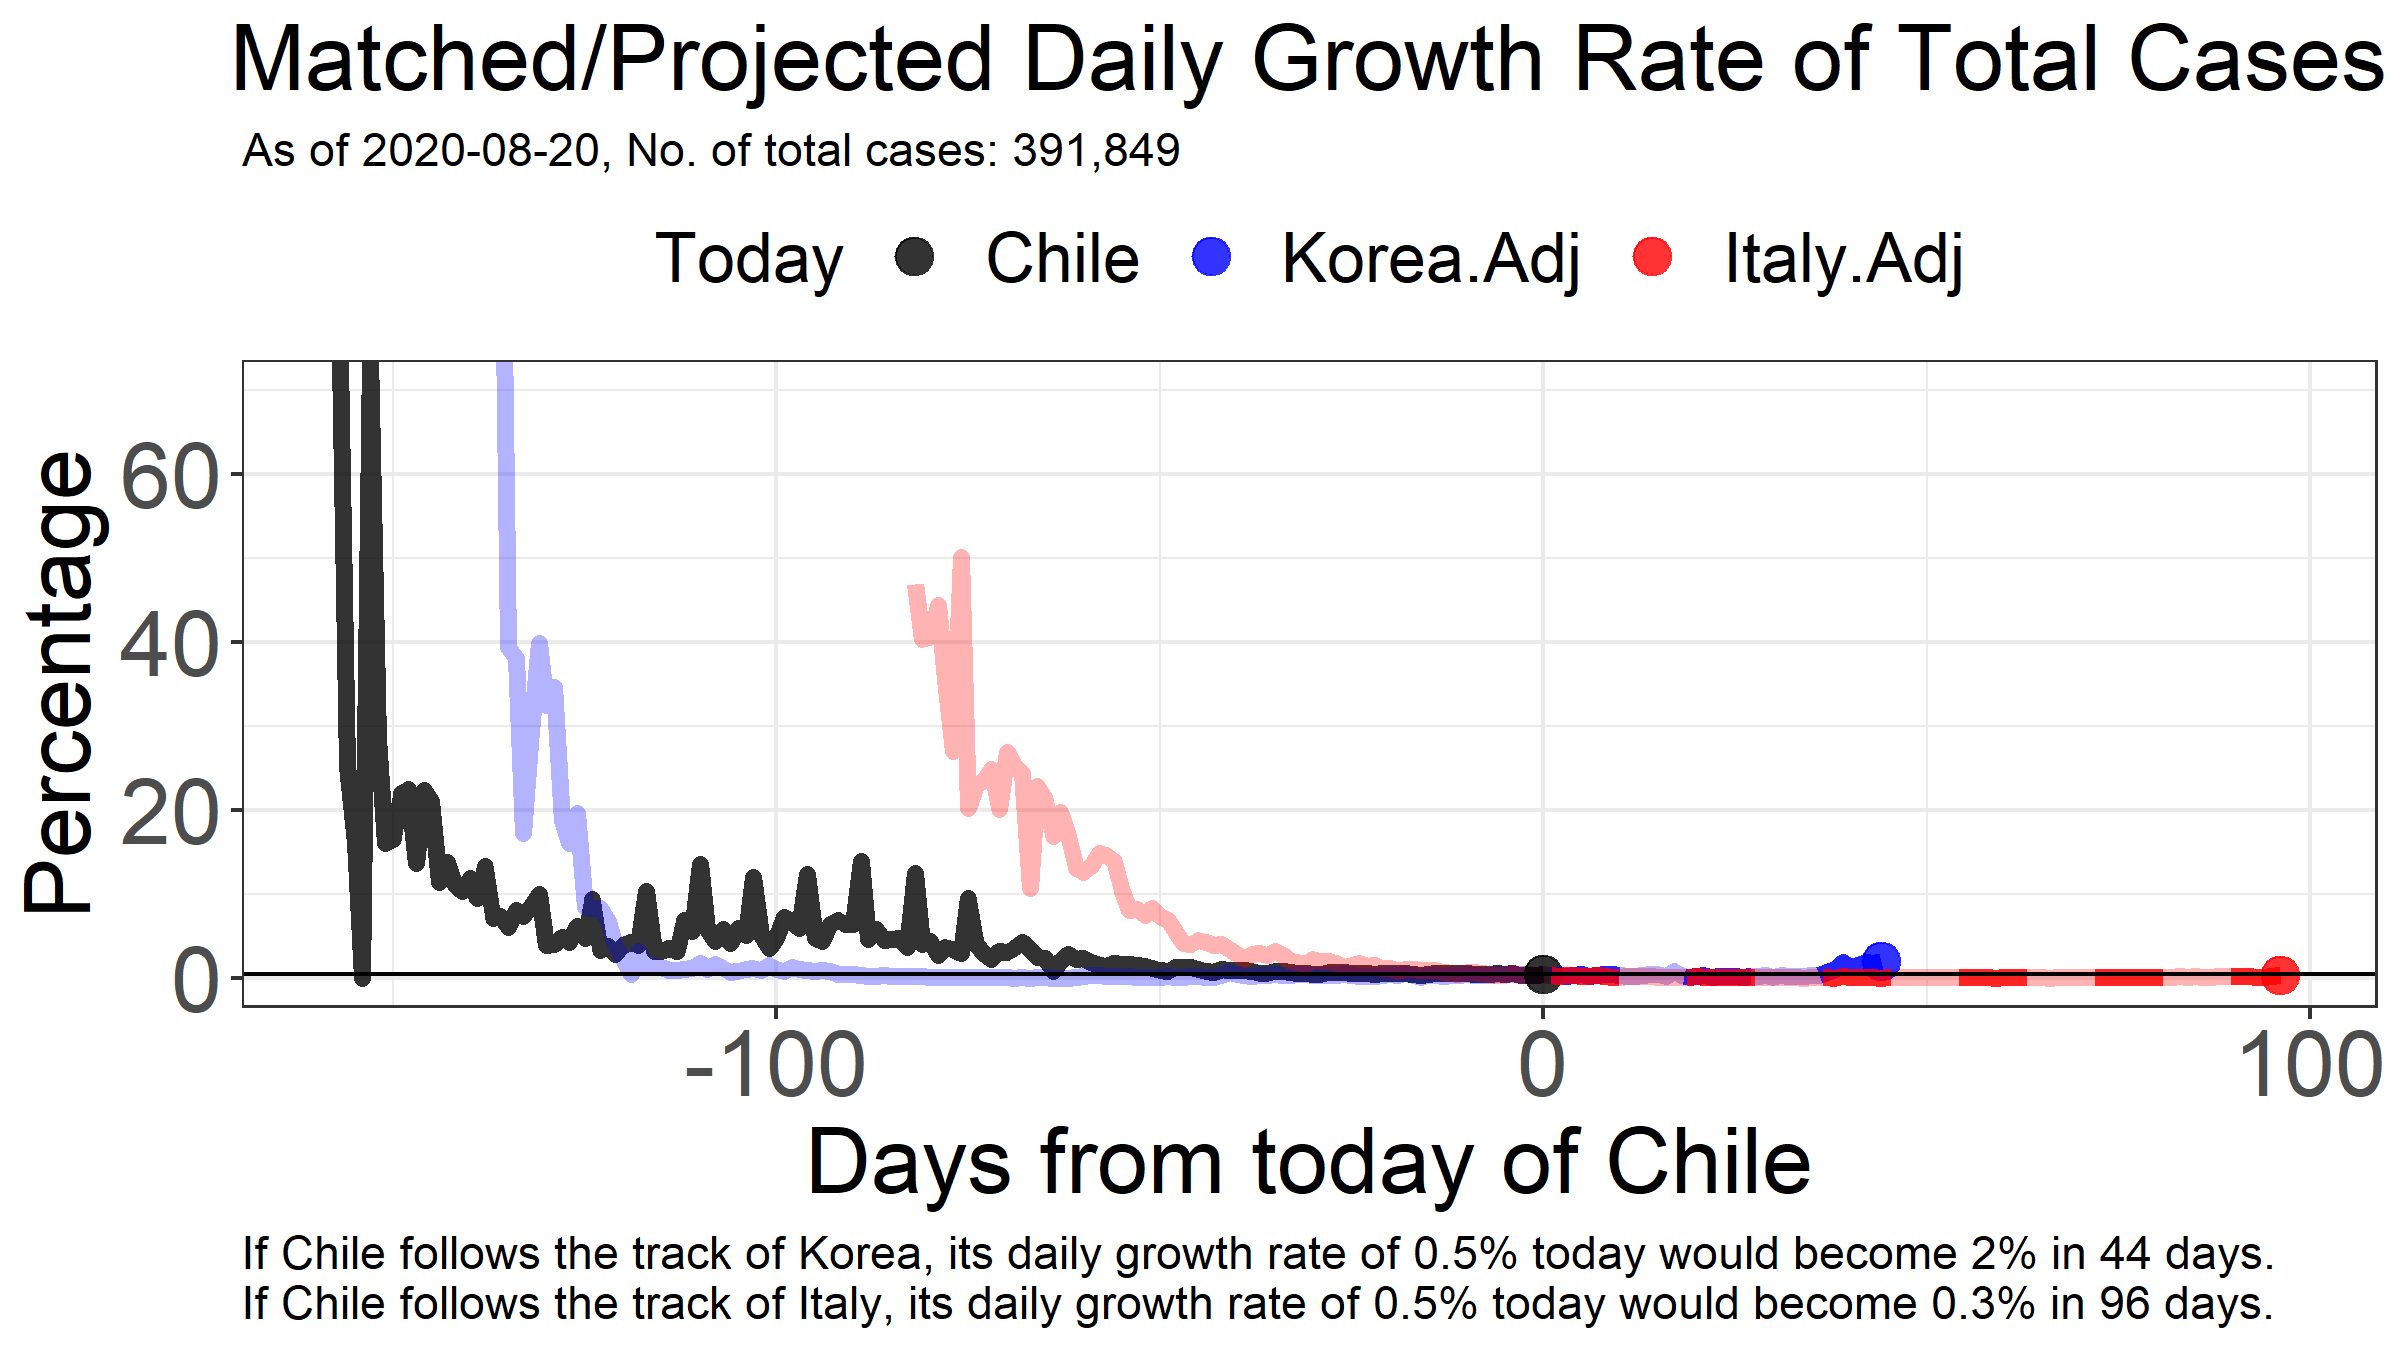 Matched/Projected Daily Growth Rate of Total Cases
As of 2020-08-20, No. of total cases: 391,849
Today Chile Korea.Adj Italy.Adj
Percentage
60
40
20
0
-100 0 100
Days from today of Chile
If Chile follows the track of Korea, its daily growth rate of 0.5% today would become 2% in 44 days.
If Chile follows the track of Italy, its daily growth rate of 0.5% today would become 0.3% in 96 days.